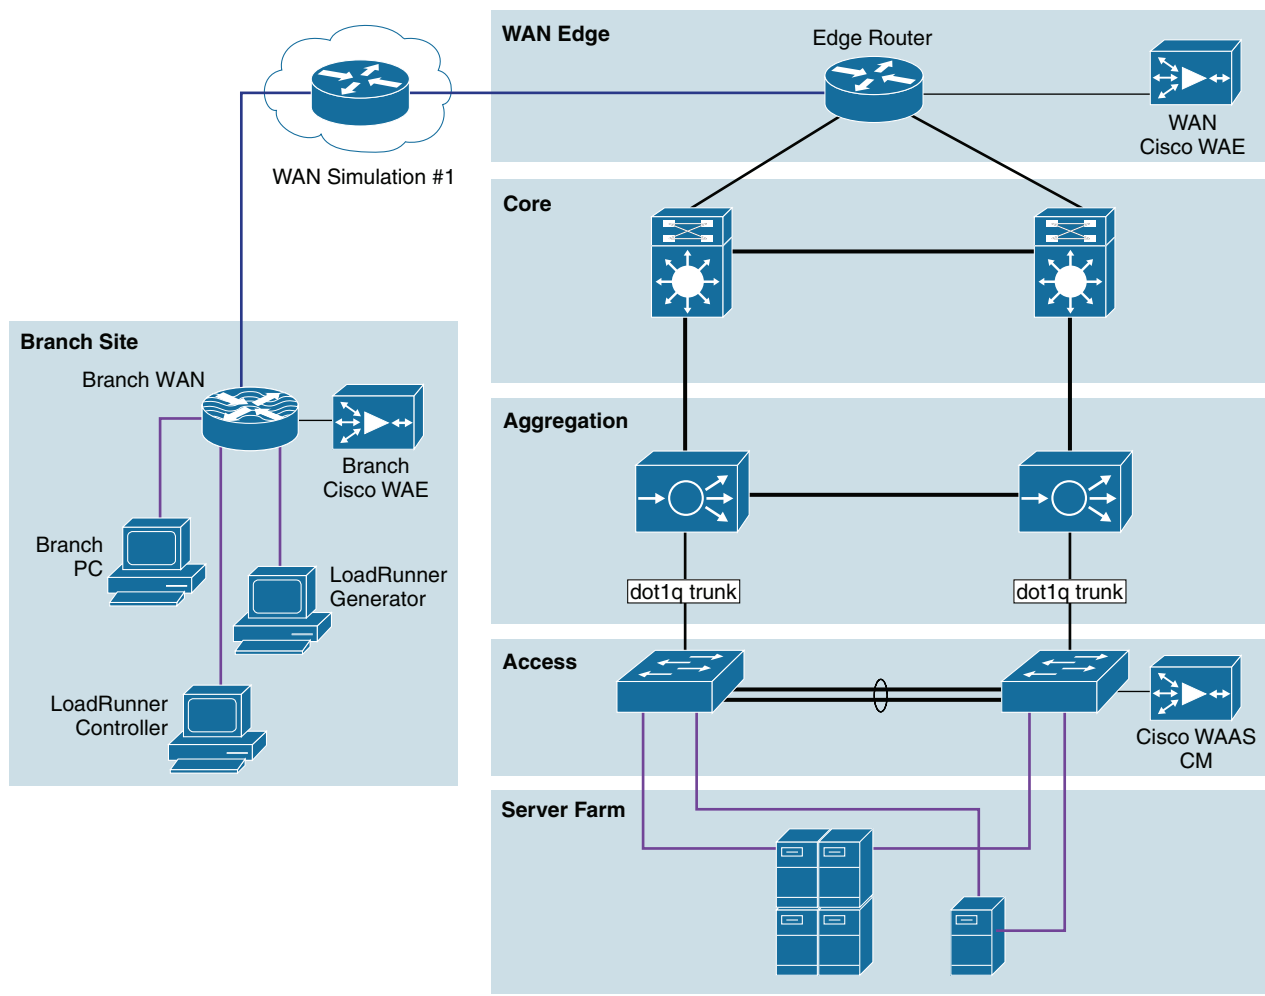 WAN Edge
Edge Router
WAN
Cisco WAE
WAN Simulation #1
Core
Branch Site
Branch WAN
Branch
Cisco WAE
Branch
PC
LoadRunner
Generator
LoadRunner
Controller
Aggregation
dot1q trunk
dot1q trunk
Access
Cisco WAAS
CM
Server Farm